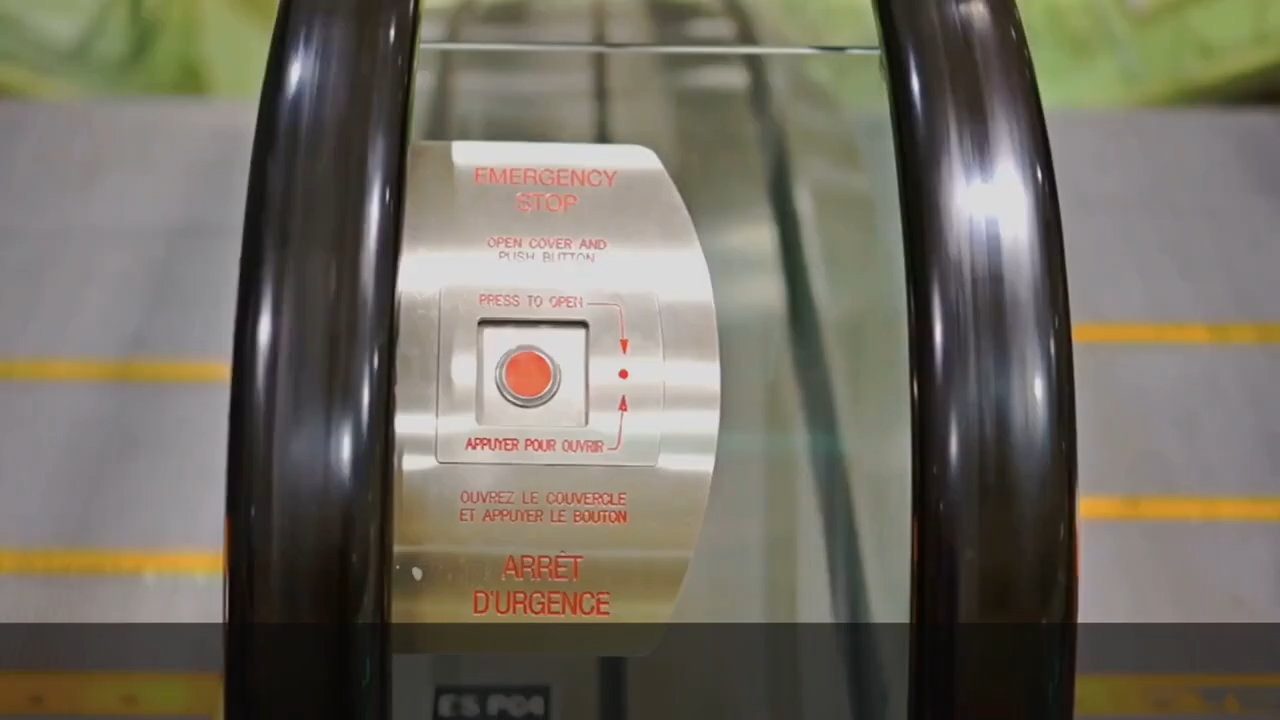 EMERGENCY
STOP
OPEN COVER AND
PUSH BUTTON
PRESS TO OPEN
APPUYER POUR OUVRIR
OUVREZ LE COUVERCLE
ET APPUYER LE BOUTON
ARRÊT
D'URGENCE